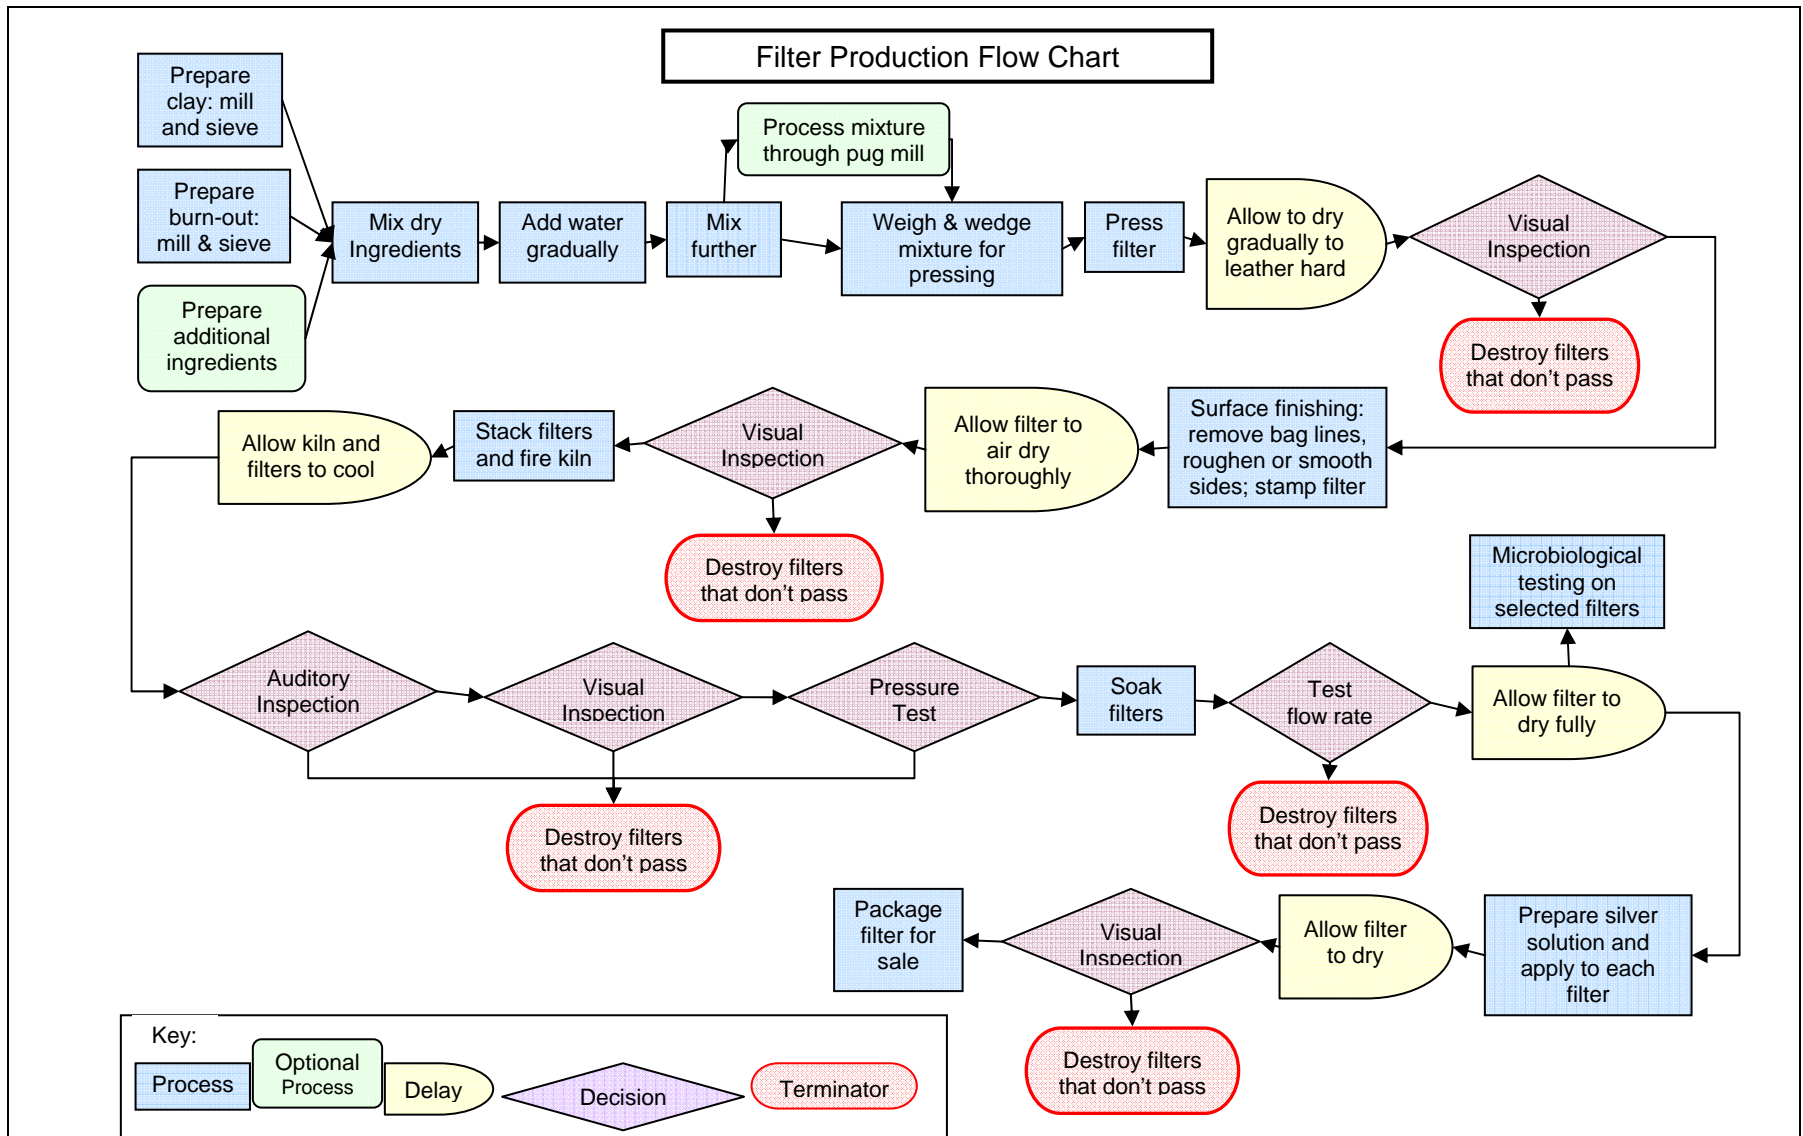 Filter Production Flow Chart
Prepare
clay: mill
and sieve
Prepare
burn-out:
mill & sieve
Prepare
additional
ingredients
Mix dry
Ingredients
Add water
gradually
Mix
further
Process mixture
through pug mill
Weigh & wedge
mixture for
pressing
Press
filter
Allow to dry
gradually to
leather hard
Visual
Inspection
Destroy filters
that don't pass
Surface finishing:
remove bag lines,
roughen or smooth
sides; stamp filter
Allow filter to
air dry
thoroughly
Visual
Inspection
Destroy filters
that don't pass
Stack filters
and fire kiln
Allow kiln and
filters to cool
Auditory
Inspection
Visual
Inspection
Pressure
Test
Destroy filters
that don't pass
Soak
filters
Test
flow rate
Destroy filters
that don't pass
Allow filter to
dry fully
Microbiological
testing on
selected filters
Prepare silver
solution and
apply to each
filter
Allow filter
to dry
Visual
Inspection
Destroy filters
that don't pass
Package
filter for
sale
Key:
Process
Optional
Process
Delay
Decision
Terminator